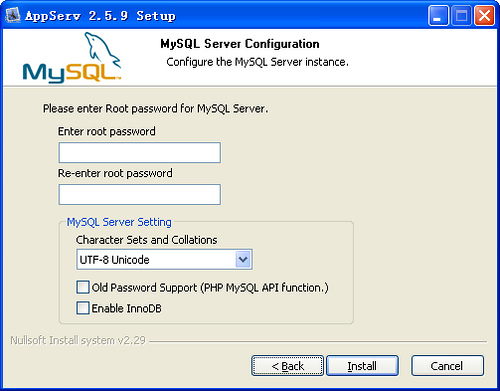 AppServ 2.5.9 Setup
MySQL Server Configuration
Configure the MySQL Server instance.
MySQL
Please enter Root password for MySQL Server.
Enter root password
Re-enter root password
MySQL Server Setting
Character Sets and Collations
UTF-8 Unicode
Old Password Support (PHP MySQL API function.)
Enable InnoDB
Nullsoft Install system v2.29
< Back
Install
Cancel